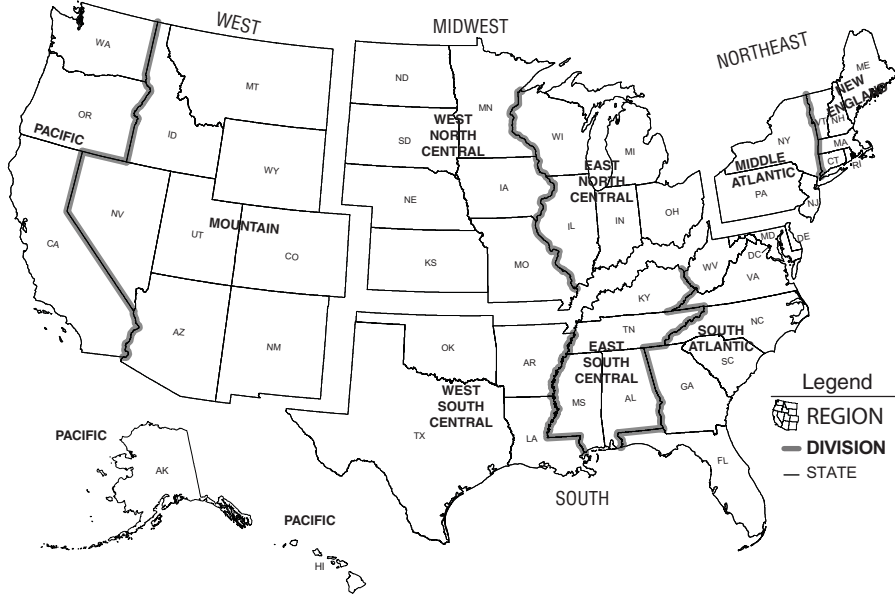 WEST
MIDWEST
NORTHEAST
WA
MT
ND
MN
ME
OR
ID
SD
WI
MI
NY
VT
NH
NEW
ENGLAND
PACIFIC
WEST
NORTH
CENTRAL
EAST
NORTH
CENTRAL
MIDDLE
ATLANTIC
MA
CT
RI
WY
NE
IA
PA
NJ
NV
UT
MOUNTAIN
CO
CA
KS
MO
IL
IN
OH
WV
MD
DE
DC
VA
KY
AZ
NM
OK
AR
TN
NC
SOUTH
ATLANTIC
SC
EAST
SOUTH
CENTRAL
MS
AL
GA
WEST
SOUTH
CENTRAL
TX
LA
FL
SOUTH
PACIFIC
AK
PACIFIC
HI
Legend
REGION
DIVISION
STATE